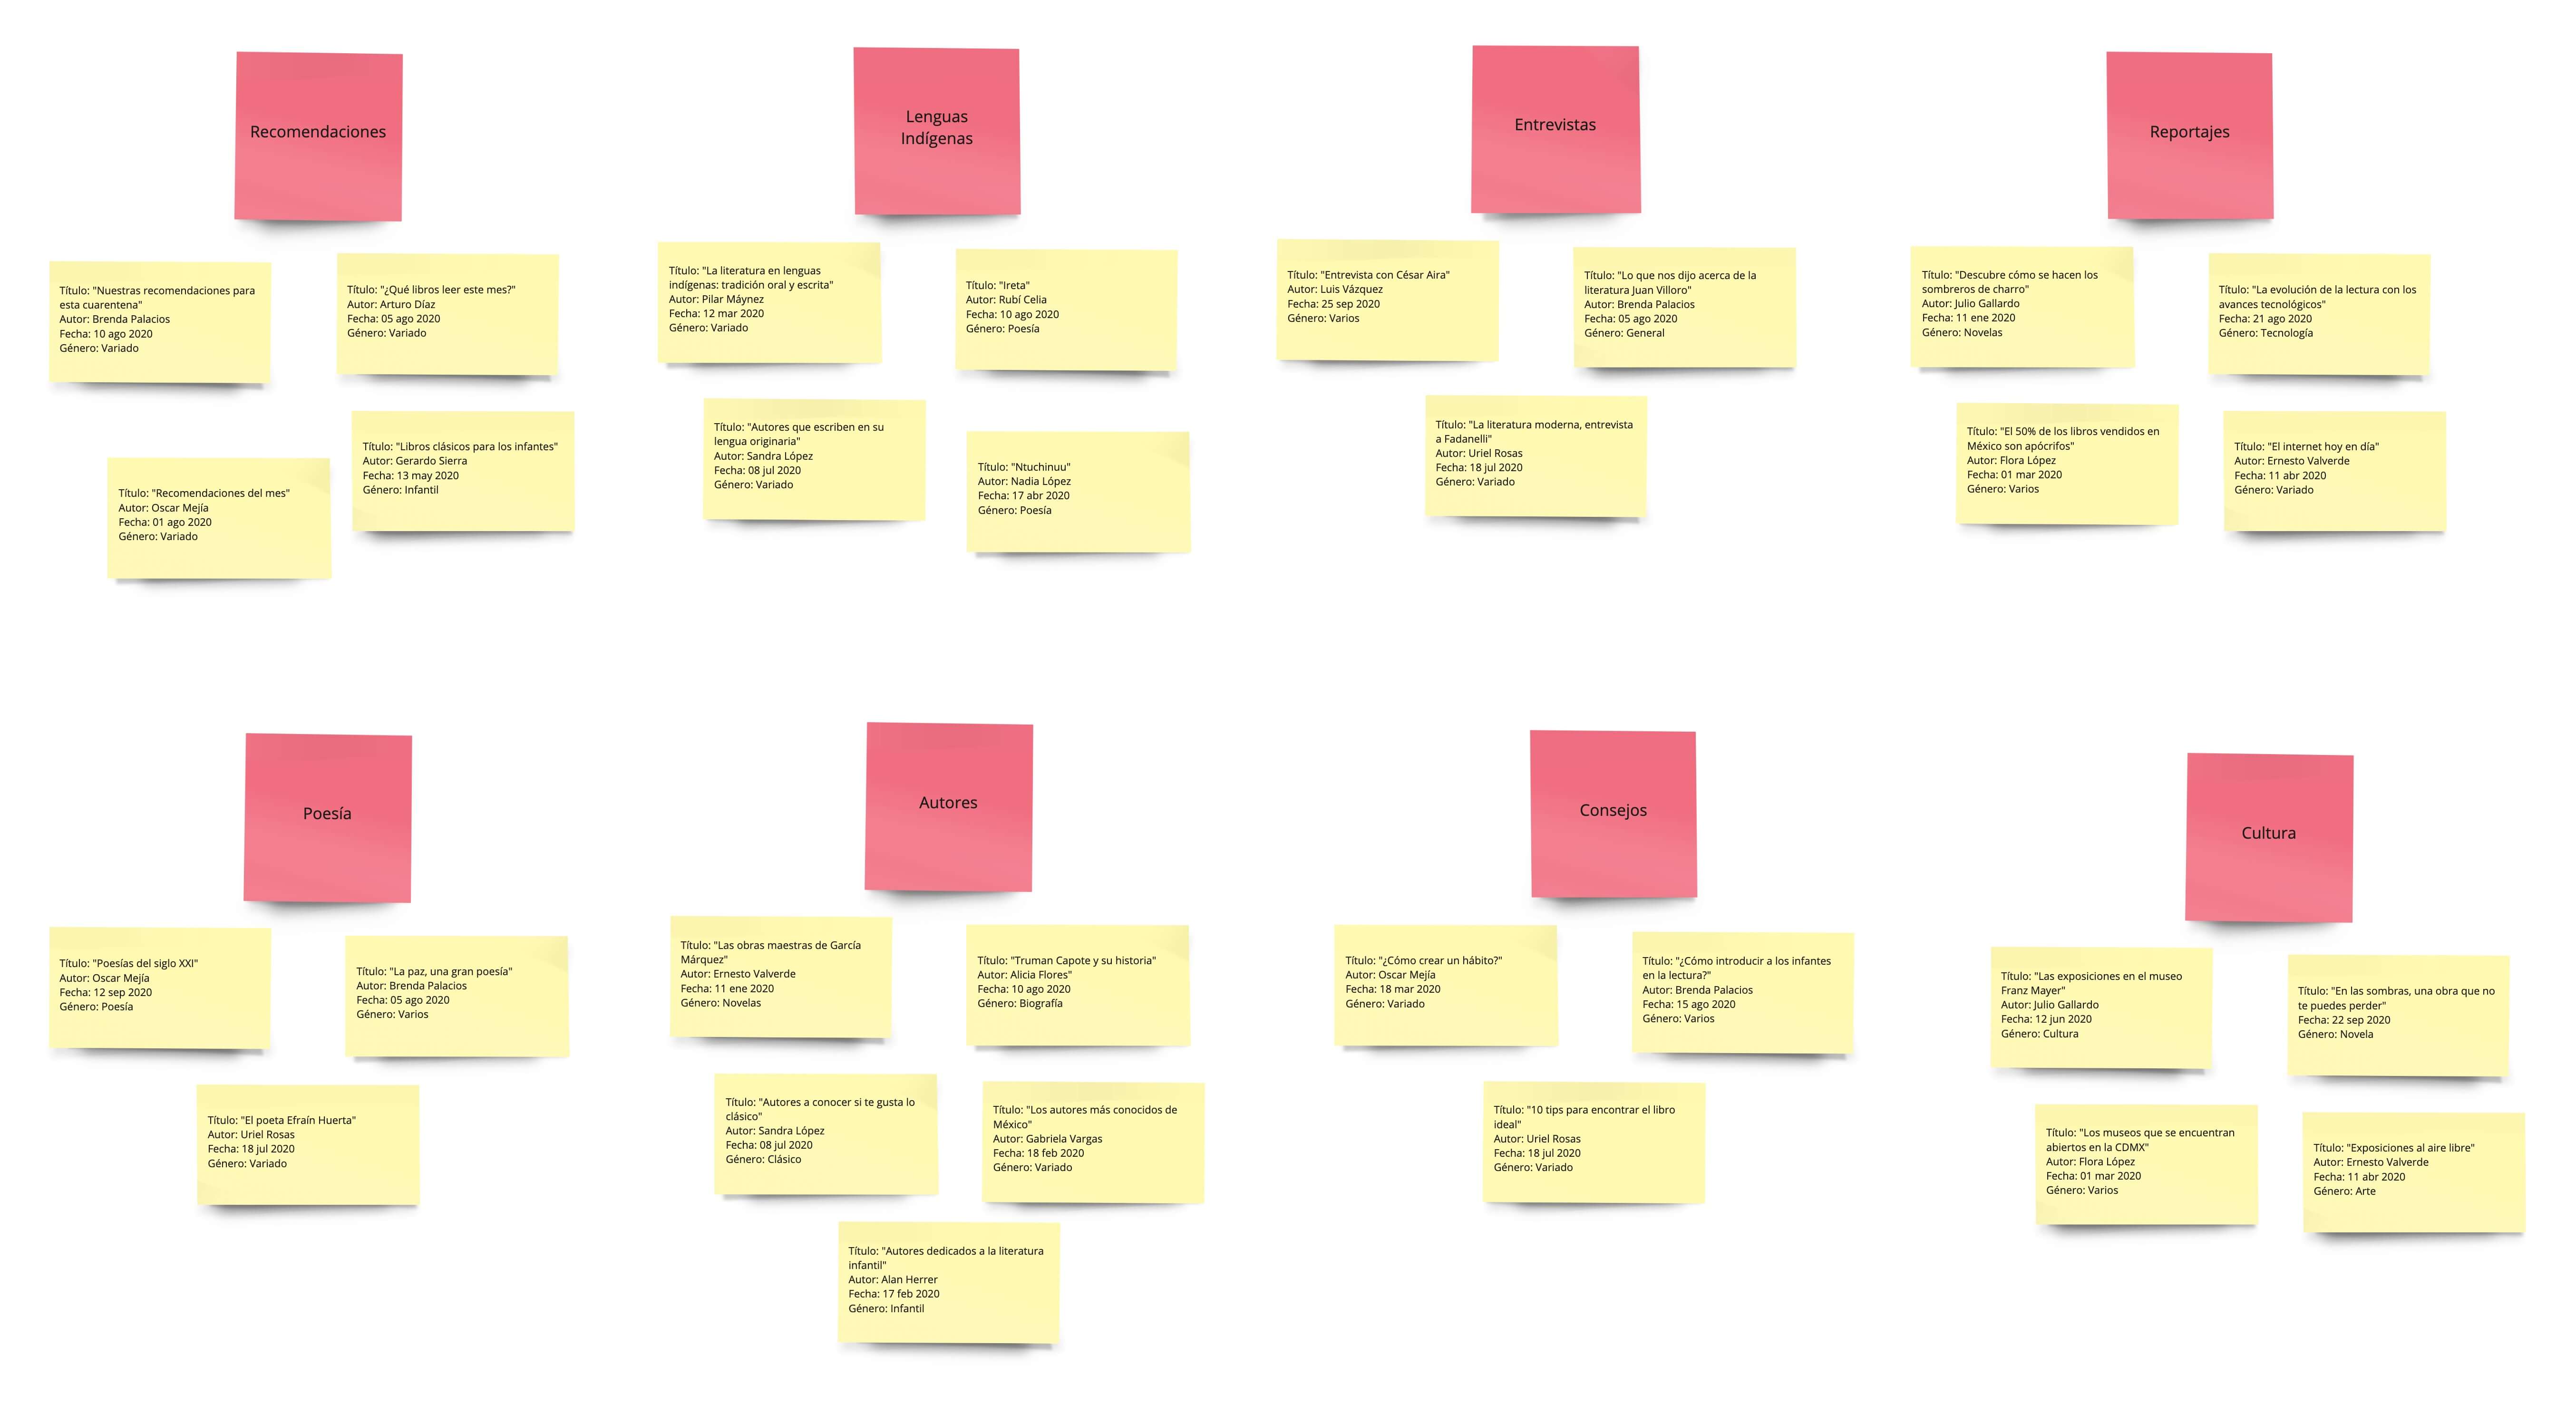 Recomendaciones
Título: "Nuestras recomendaciones para
esta cuarentena"
Autor: Brenda Palacios
Fecha: 10 ago 2020
Género: Variado
Título: "¿Qué libros leer este mes?"
Autor: Arturo Díaz
Fecha: 05 ago 2020
Género: Variado
Título: "Recomendaciones del mes"
Autor: Oscar Mejía
Fecha: 01 ago 2020
Género: Variado
Título: "Libros clásicos para los infantes"
Autor: Gerardo Sierra
Fecha: 13 may 2020
Género: Infantil
Lenguas
Indígenas
Título: "La literatura en lenguas
indígenas: tradición oral y escrita"
Autor: Pilar Máynez
Fecha: 12 mar 2020
Género: Variado
Título: "Ireta"
Autor: Rubí Celia
Fecha: 10 ago 2020
Género: Poesía
Título: "Autores que escriben en su
lengua originaria"
Autor: Sandra López
Fecha: 08 jul 2020
Género: Variado
Título: "Ntuchinuu"
Autor: Nadia López
Fecha: 17 abr 2020
Género: Poesía
Entrevistas
Título: "Entrevista con César Aira"
Autor: Luis Vázquez
Fecha: 25 sep 2020
Género: Varios
Título: "Lo que nos dijo acerca de la
literatura Juan Villoro"
Autor: Brenda Palacios
Fecha: 05 ago 2020
Género: General
Título: "La literatura moderna, entrevista
a Fadanelli"
Autor: Uriel Rosas
Fecha: 18 jul 2020
Género: Variado
Reportajes
Título: "Descubre cómo se hacen los
sombreros de charro"
Autor: Julio Gallardo
Fecha: 11 ene 2020
Género: Novelas
Título: "La evolución de la lectura con los
avances tecnológicos"
Fecha: 21 ago 2020
Género: Tecnología
Título: "El 50% de los libros vendidos en
México son apócrifos"
Autor: Flora López
Fecha: 01 mar 2020
Género: Varios
Título: "El internet hoy en día"
Autor: Ernesto Valverde
Fecha: 11 abr 2020
Género: Variado
Poesía
Título: "Poesías del siglo XXI"
Autor: Oscar Mejía
Fecha: 12 sep 2020
Género: Poesía
Título: "La paz, una gran poesía"
Autor: Brenda Palacios
Fecha: 05 ago 2020
Género: Varios
Título: "El poeta Efraín Huerta"
Autor: Uriel Rosas
Fecha: 18 jul 2020
Género: Variado
Autores
Título: "Las obras maestras de García
Márquez"
Autor: Ernesto Valverde
Fecha: 11 ene 2020
Género: Novelas
Título: "Truman Capote y su historia"
Autor: Alicia Flores"
Fecha: 10 ago 2020
Género: Biografía
Título: "Autores a conocer si te gusta lo
clásico"
Autor: Sandra López
Fecha: 08 jul 2020
Género: Clásico
Título: "Los autores más conocidos de
México"
Autor: Gabriela Vargas
Fecha: 18 feb 2020
Género: Variado
Título: "Autores dedicados a la literatura
infantil"
Autor: Alan Herrer
Fecha: 17 feb 2020
Género: Infantil
Consejos
Título: "¿Cómo crear un hábito?"
Autor: Oscar Mejía
Fecha: 18 mar 2020
Género: Variado
Título: "¿Cómo introducir a los infantes
en la lectura?"
Autor: Brenda Palacios
Fecha: 15 ago 2020
Género: Varios
Título: "10 tips para encontrar el libro
ideal"
Autor: Uriel Rosas
Fecha: 18 jul 2020
Género: Variado
Cultura
Título: "Las exposiciones en el museo
Franz Mayer"
Autor: Julio Gallardo
Fecha: 12 jun 2020
Género: Cultura
Título: "En las sombras, una obra que no
te puedes perder"
Fecha: 22 sep 2020
Género: Novela
Título: "Los museos que se encuentran
abiertos en la CDMX"
Autor: Flora López
Fecha: 01 mar 2020
Género: Varios
Título: "Exposiciones al aire libre"
Autor: Ernesto Valverde
Fecha: 11 abr 2020
Género: Arte